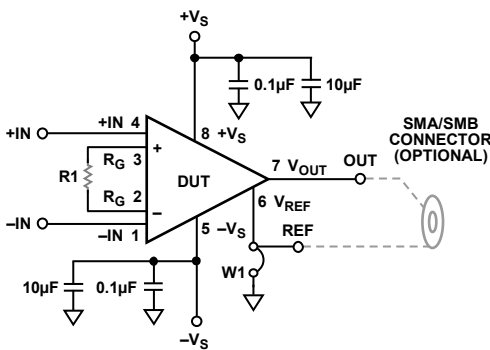 +VS
0.1µF
10µF
+IN
+IN 4
8
+VS
RG 3
+
R1
DUT
7 VOUT
OUT
SMA/SMB
CONNECTOR
(OPTIONAL)
RG 2
–
6 VREF
–IN
–IN 1
5
–VS
REF
10µF
0.1µF
W1
–VS